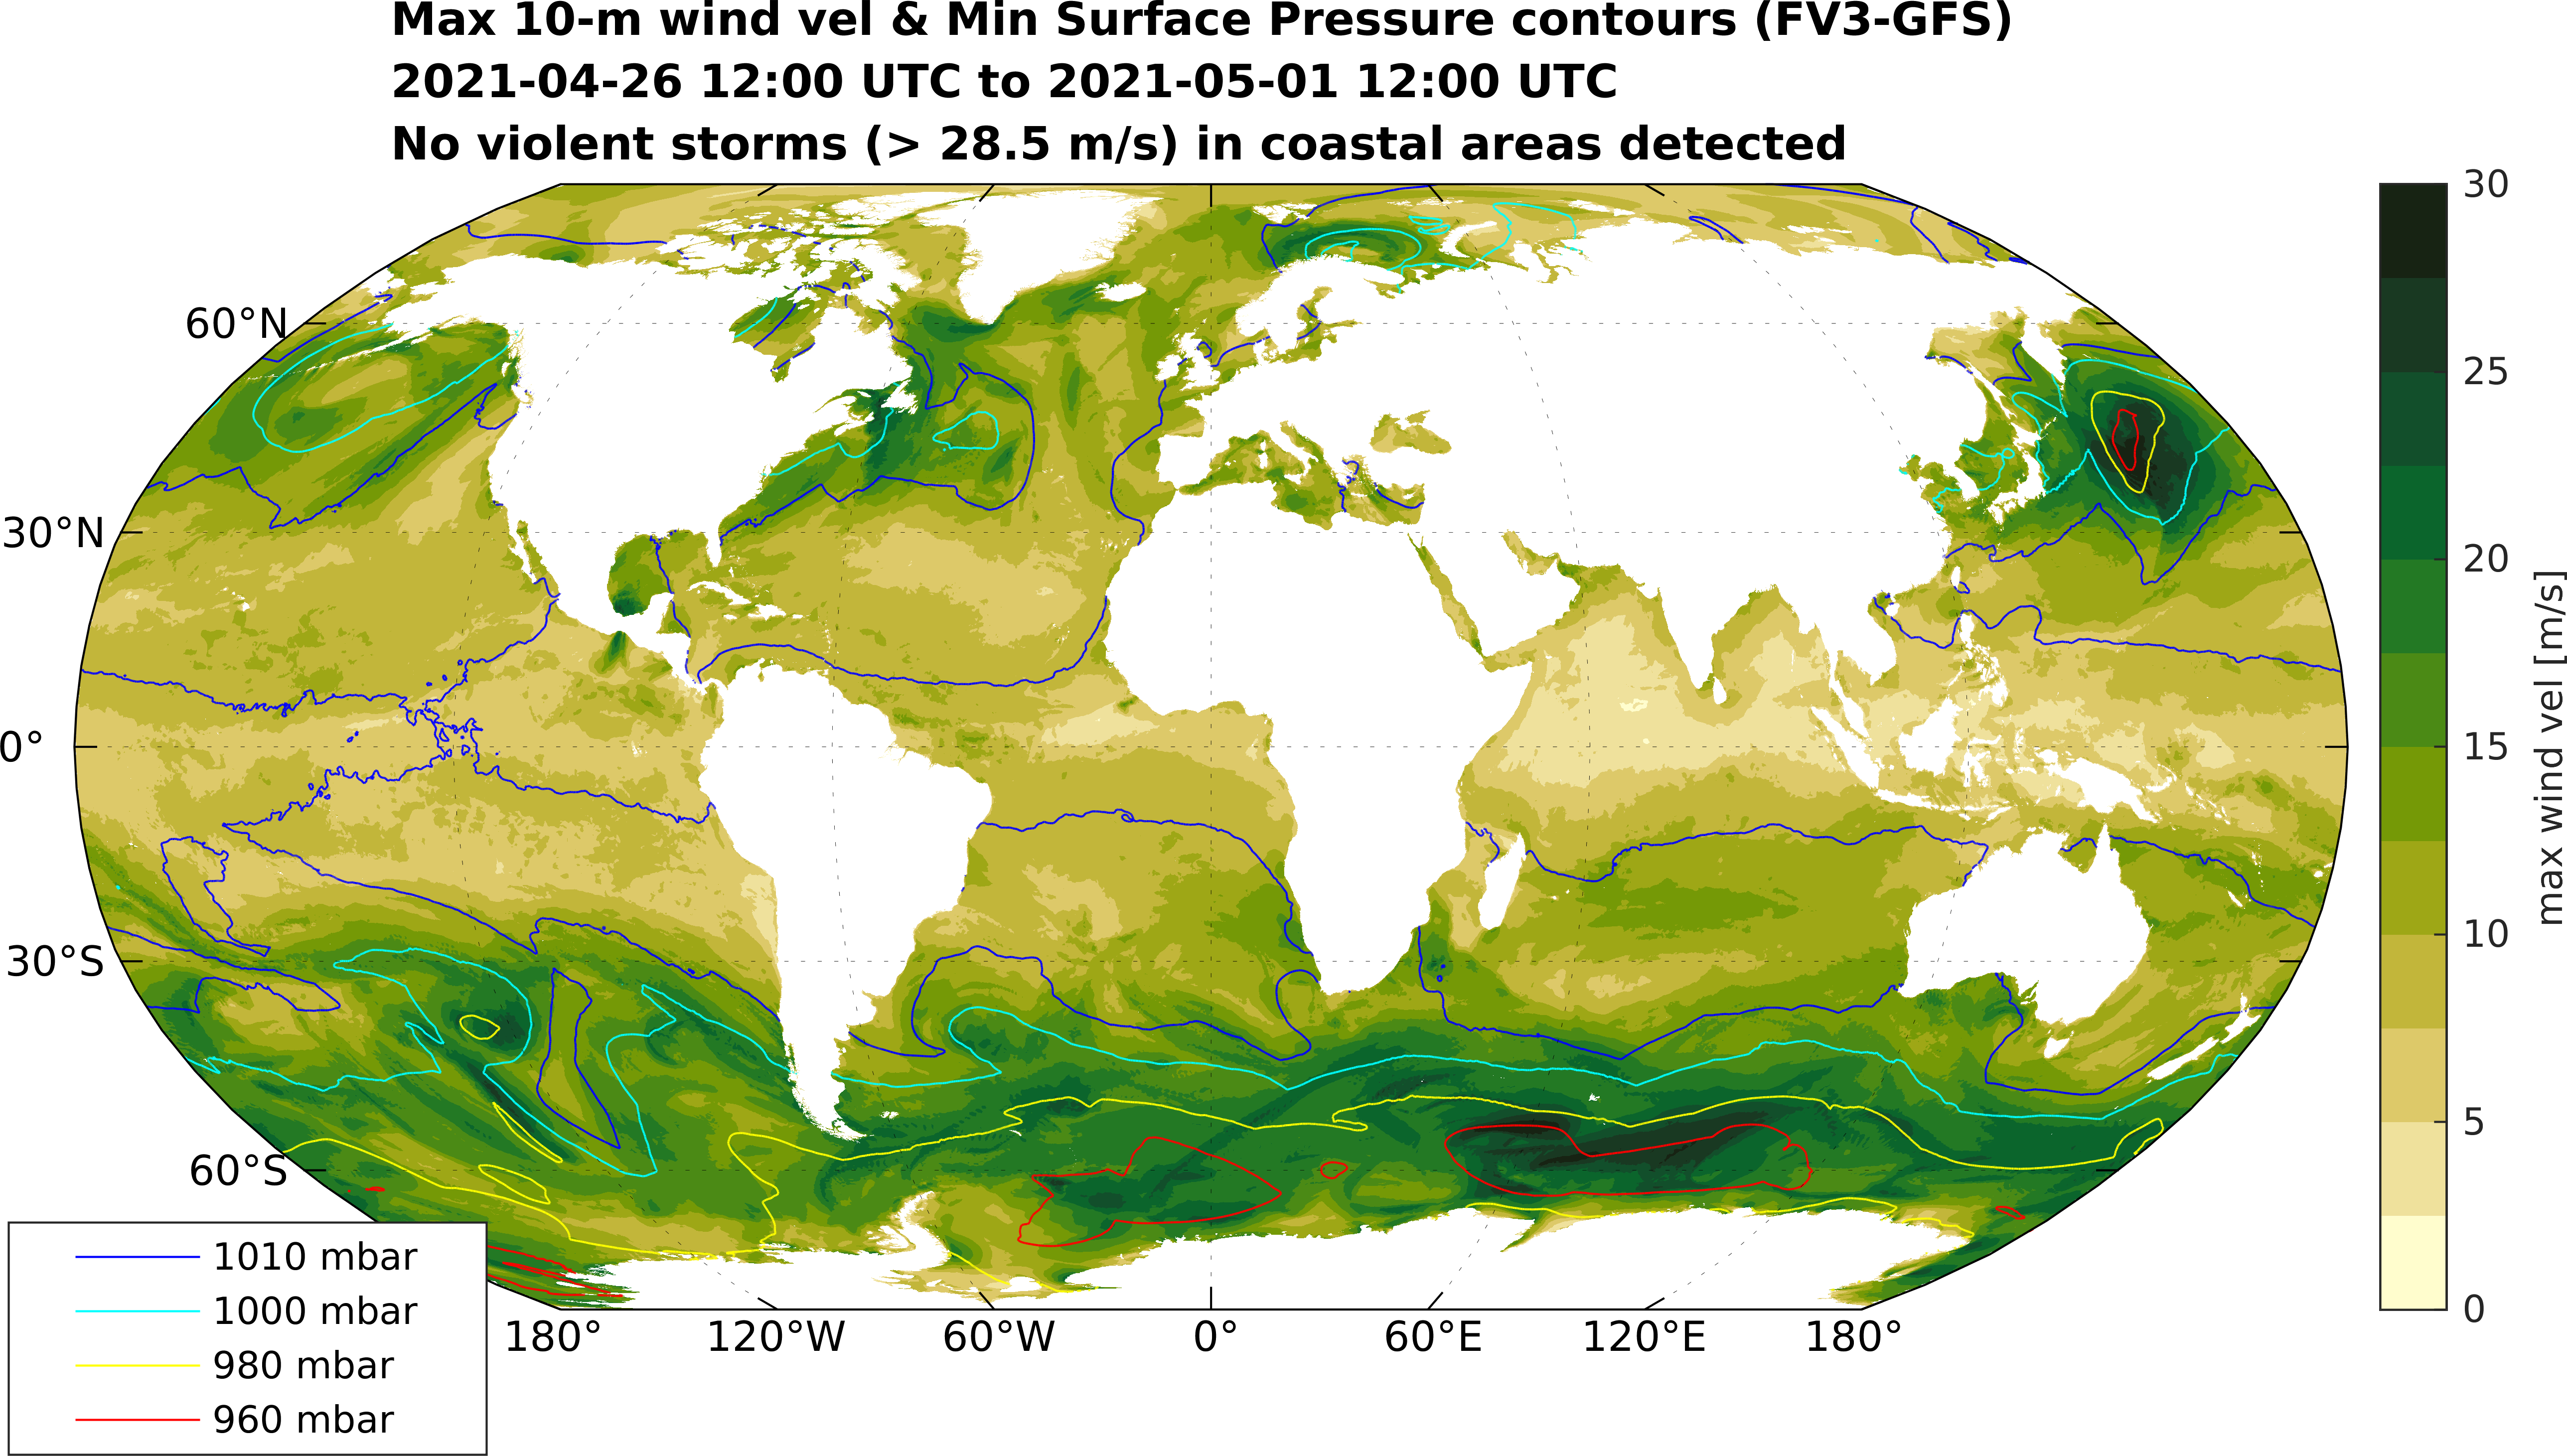 Max 10-m wind vel & Min Surface Pressure contours (FV3-GFS)
2021-04-26 12:00 UTC to 2021-05-01 12:00 UTC
No violent storms (> 28.5 m/s) in coastal areas detected
60°N
30°N
0°
30°S
60°S
180°
120°W
60°W
0°
60°E
120°E
180°
30
25
20
15
10
5
0
max wind vel [m/s]
1010 mbar
1000 mbar
980 mbar
960 mbar